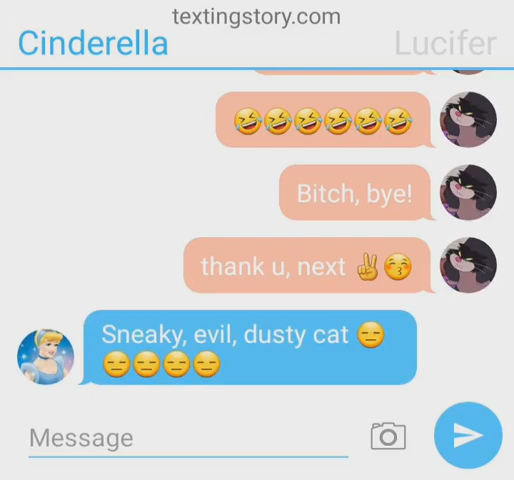 textingstory.com
Cinderella
Lucifer
🤣🤣🤣🤣🤣🤣
Bitch, bye!
thank u, next ✌😚
Sneaky, evil, dusty cat 😑
😑😑😑😑
Message